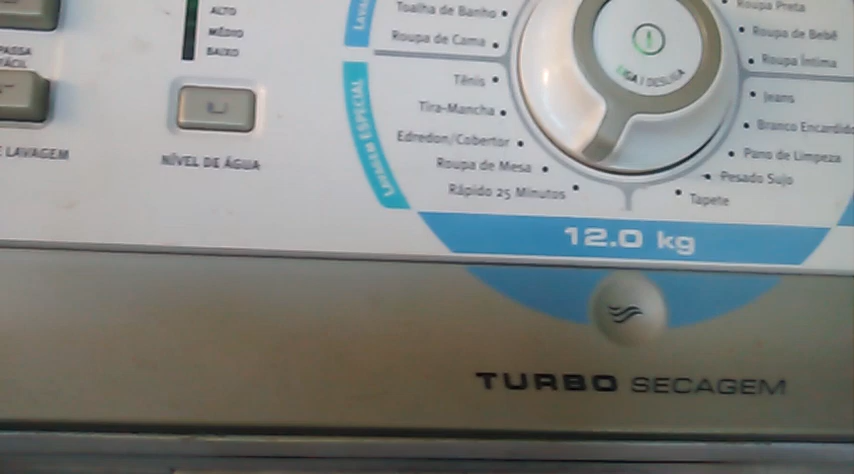 ALTO
MÉDIO
BAIXO
PASSA
FÁCIL
LAVAGEM
NÍVEL DE ÁGUA
Toalha de Banho
Roupa de Cama
LAVAGEM ESPECIAL
Tênis
Tira-Mancha
Edredon/Cobertor
Roupa de Mesa
Rápido 25 Minutos
LIGA / DESLIGA
Roupa Preta
Roupa de Bebê
Roupa Íntima
Jeans
Branco Encardido
Pano de Limpeza
Pesado Sujo
Tapete
12.0 kg
TURBO SECAGEM